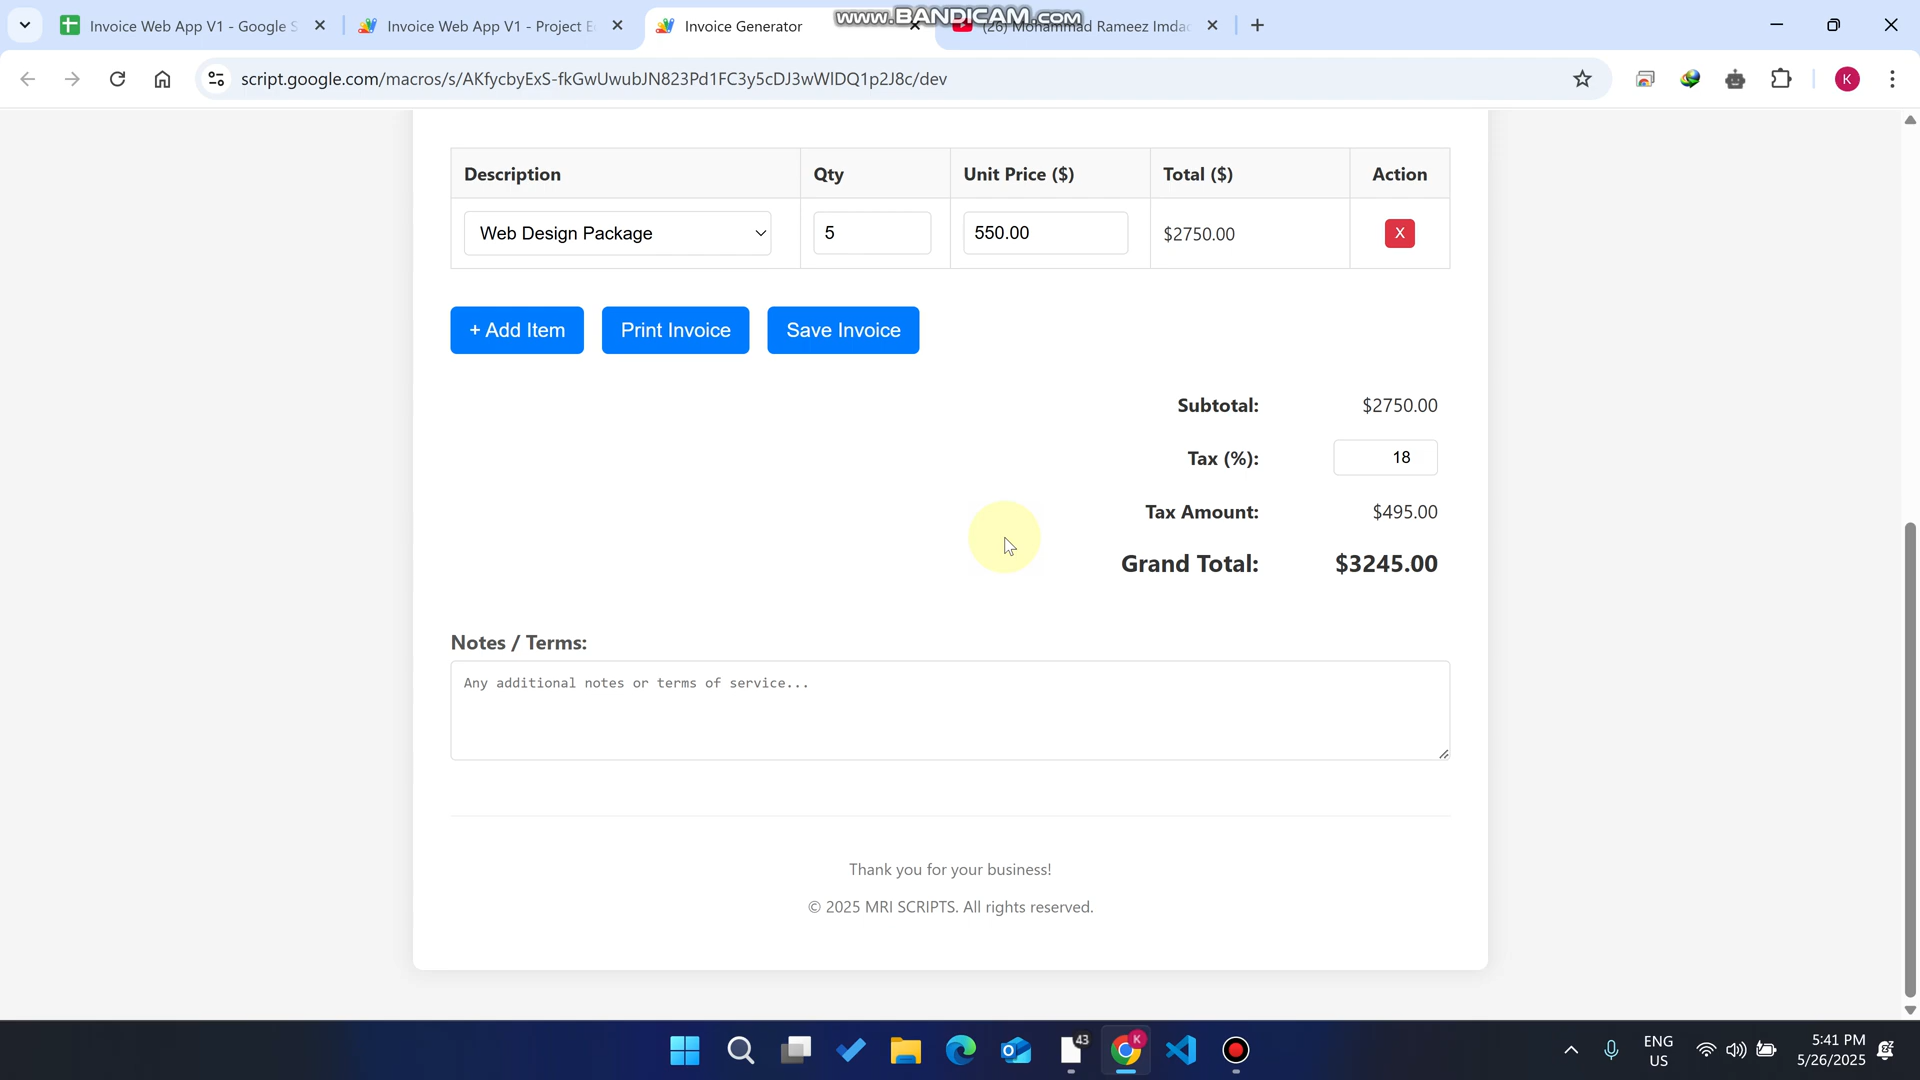 Invoice Web App V1 - Google S
Invoice Web App V1 - Project E
Invoice Generator
www.BANDICAM.com
(26) Mohammad Rameez Imdad
script.google.com/macros/s/AKfycbyExS-fkGwUwubJN823Pd1FC3y5cDJ3wWlDQ1p2J8c/dev
K
Description
Qty
Unit Price ($)
Total ($)
Action
Web Design Package
5
550.00
$2750.00
X
+ Add Item
Print Invoice
Save Invoice
Subtotal:
$2750.00
Tax (%):
18
Tax Amount:
$495.00
Grand Total:
$3245.00
Notes / Terms:
Any additional notes or terms of service...
Thank you for your business!
© 2025 MRI SCRIPTS. All rights reserved.
43
K
ENG
US
5:41 PM
5/26/2025